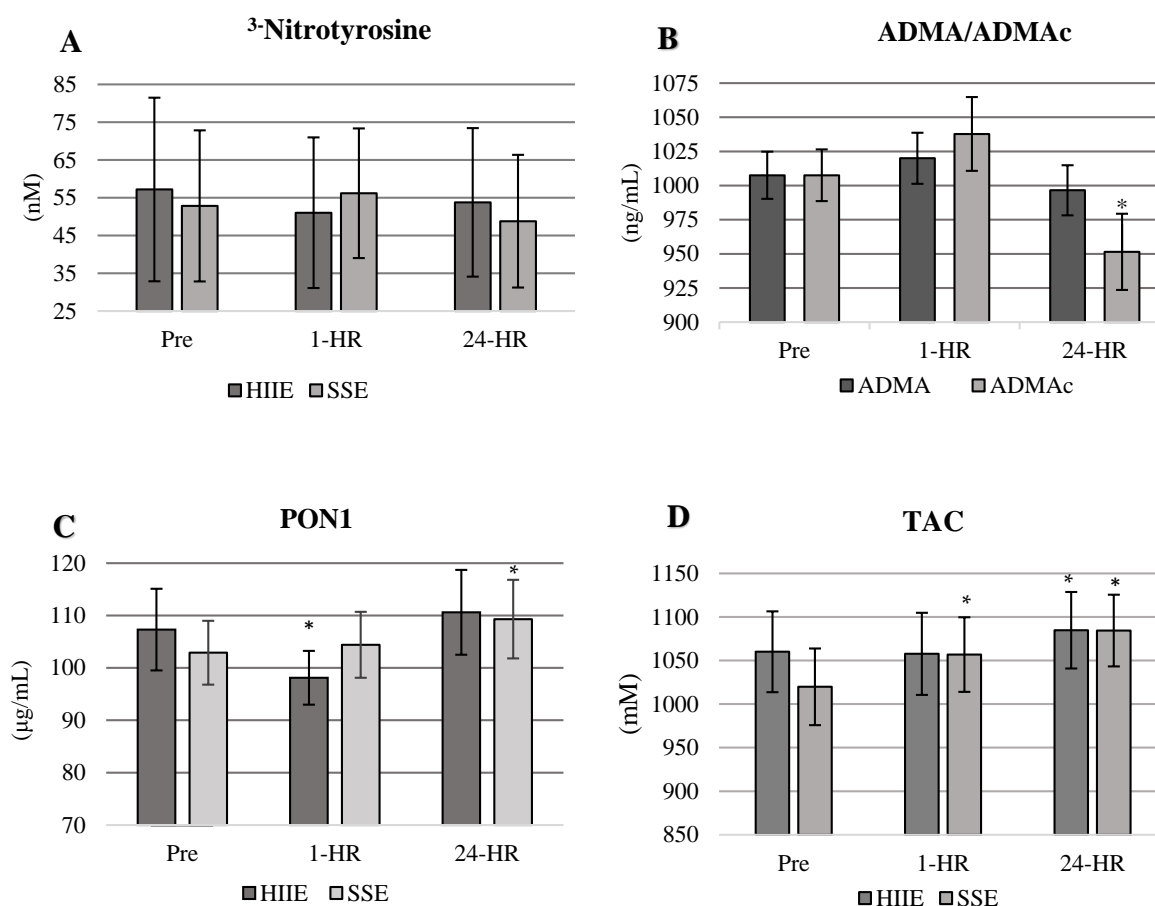 A
³-Nitrotyrosine
85
75
65
55
45
35
25
(nM)
Pre 1-HR 24-HR
HIIE SSE
B
ADMA/ADMAc
1075
1050
1025
1000
975
950
925
900
(ng/mL)
*
Pre 1-HR 24-HR
ADMA ADMAc
C
PON1
120
110
100
90
80
70
(µg/mL)
* *
Pre 1-HR 24-HR
HIIE SSE
D
TAC
1150
1100
1050
1000
950
900
850
(mM)
* * *
Pre 1-HR 24-HR
HIIE SSE